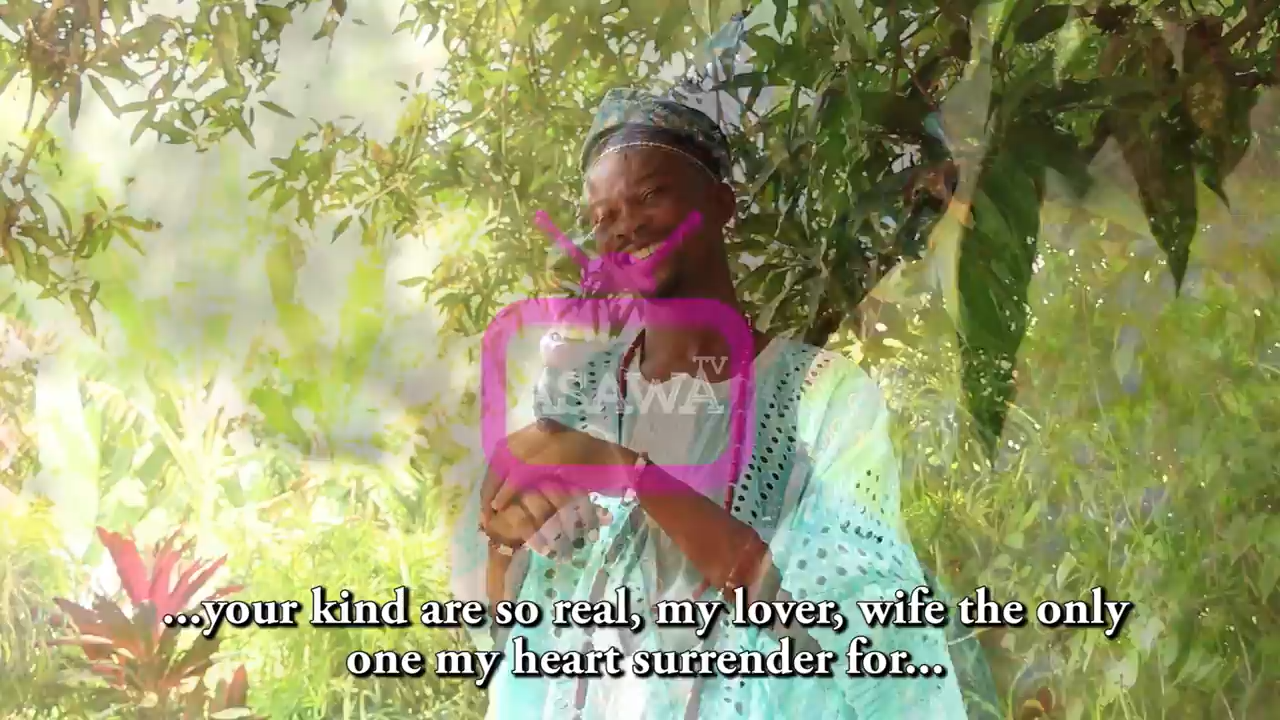 TV
ASAWA
...your kind are so real, my lover, wife the only
one my heart surrender for...